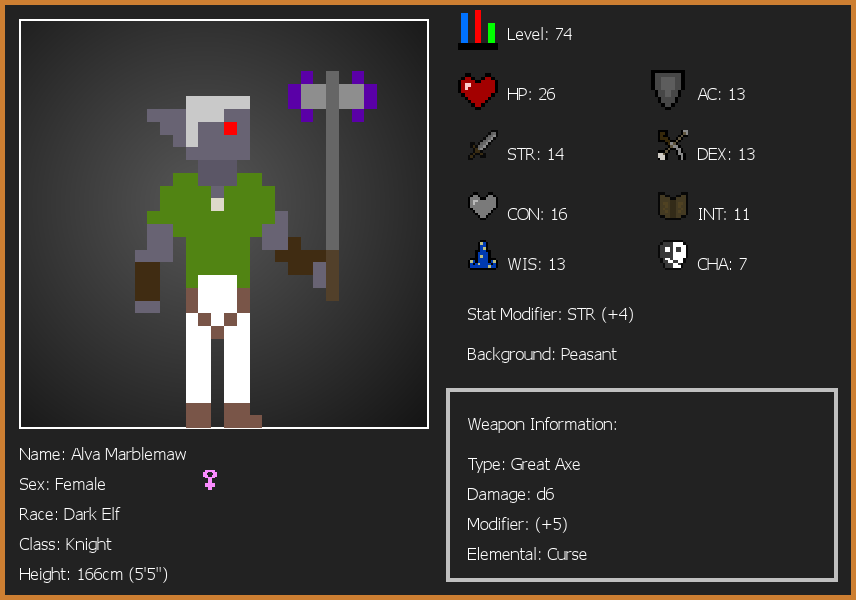 Level: 74
HP: 26
AC: 13
STR: 14
DEX: 13
CON: 16
INT: 11
WIS: 13
CHA: 7
Stat Modifier: STR (+4)
Background: Peasant
Weapon Information:
Type: Great Axe
Damage: d6
Modifier: (+5)
Elemental: Curse
Name: Alva Marblemaw
Sex: Female
Race: Dark Elf
Class: Knight
Height: 166cm (5'5")